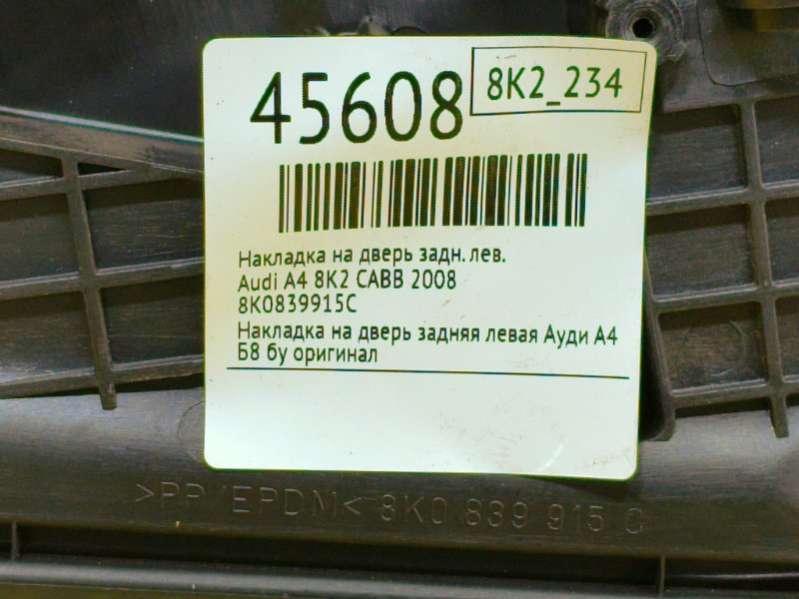 45608
8K2_234
Накладка на дверь задн. лев.
Audi A4 8K2 CABB 2008
8K0839915C
Накладка на дверь задняя левая Ауди А4
Б8 бу оригинал
>PP/EPDM< 8K0 839 915 C